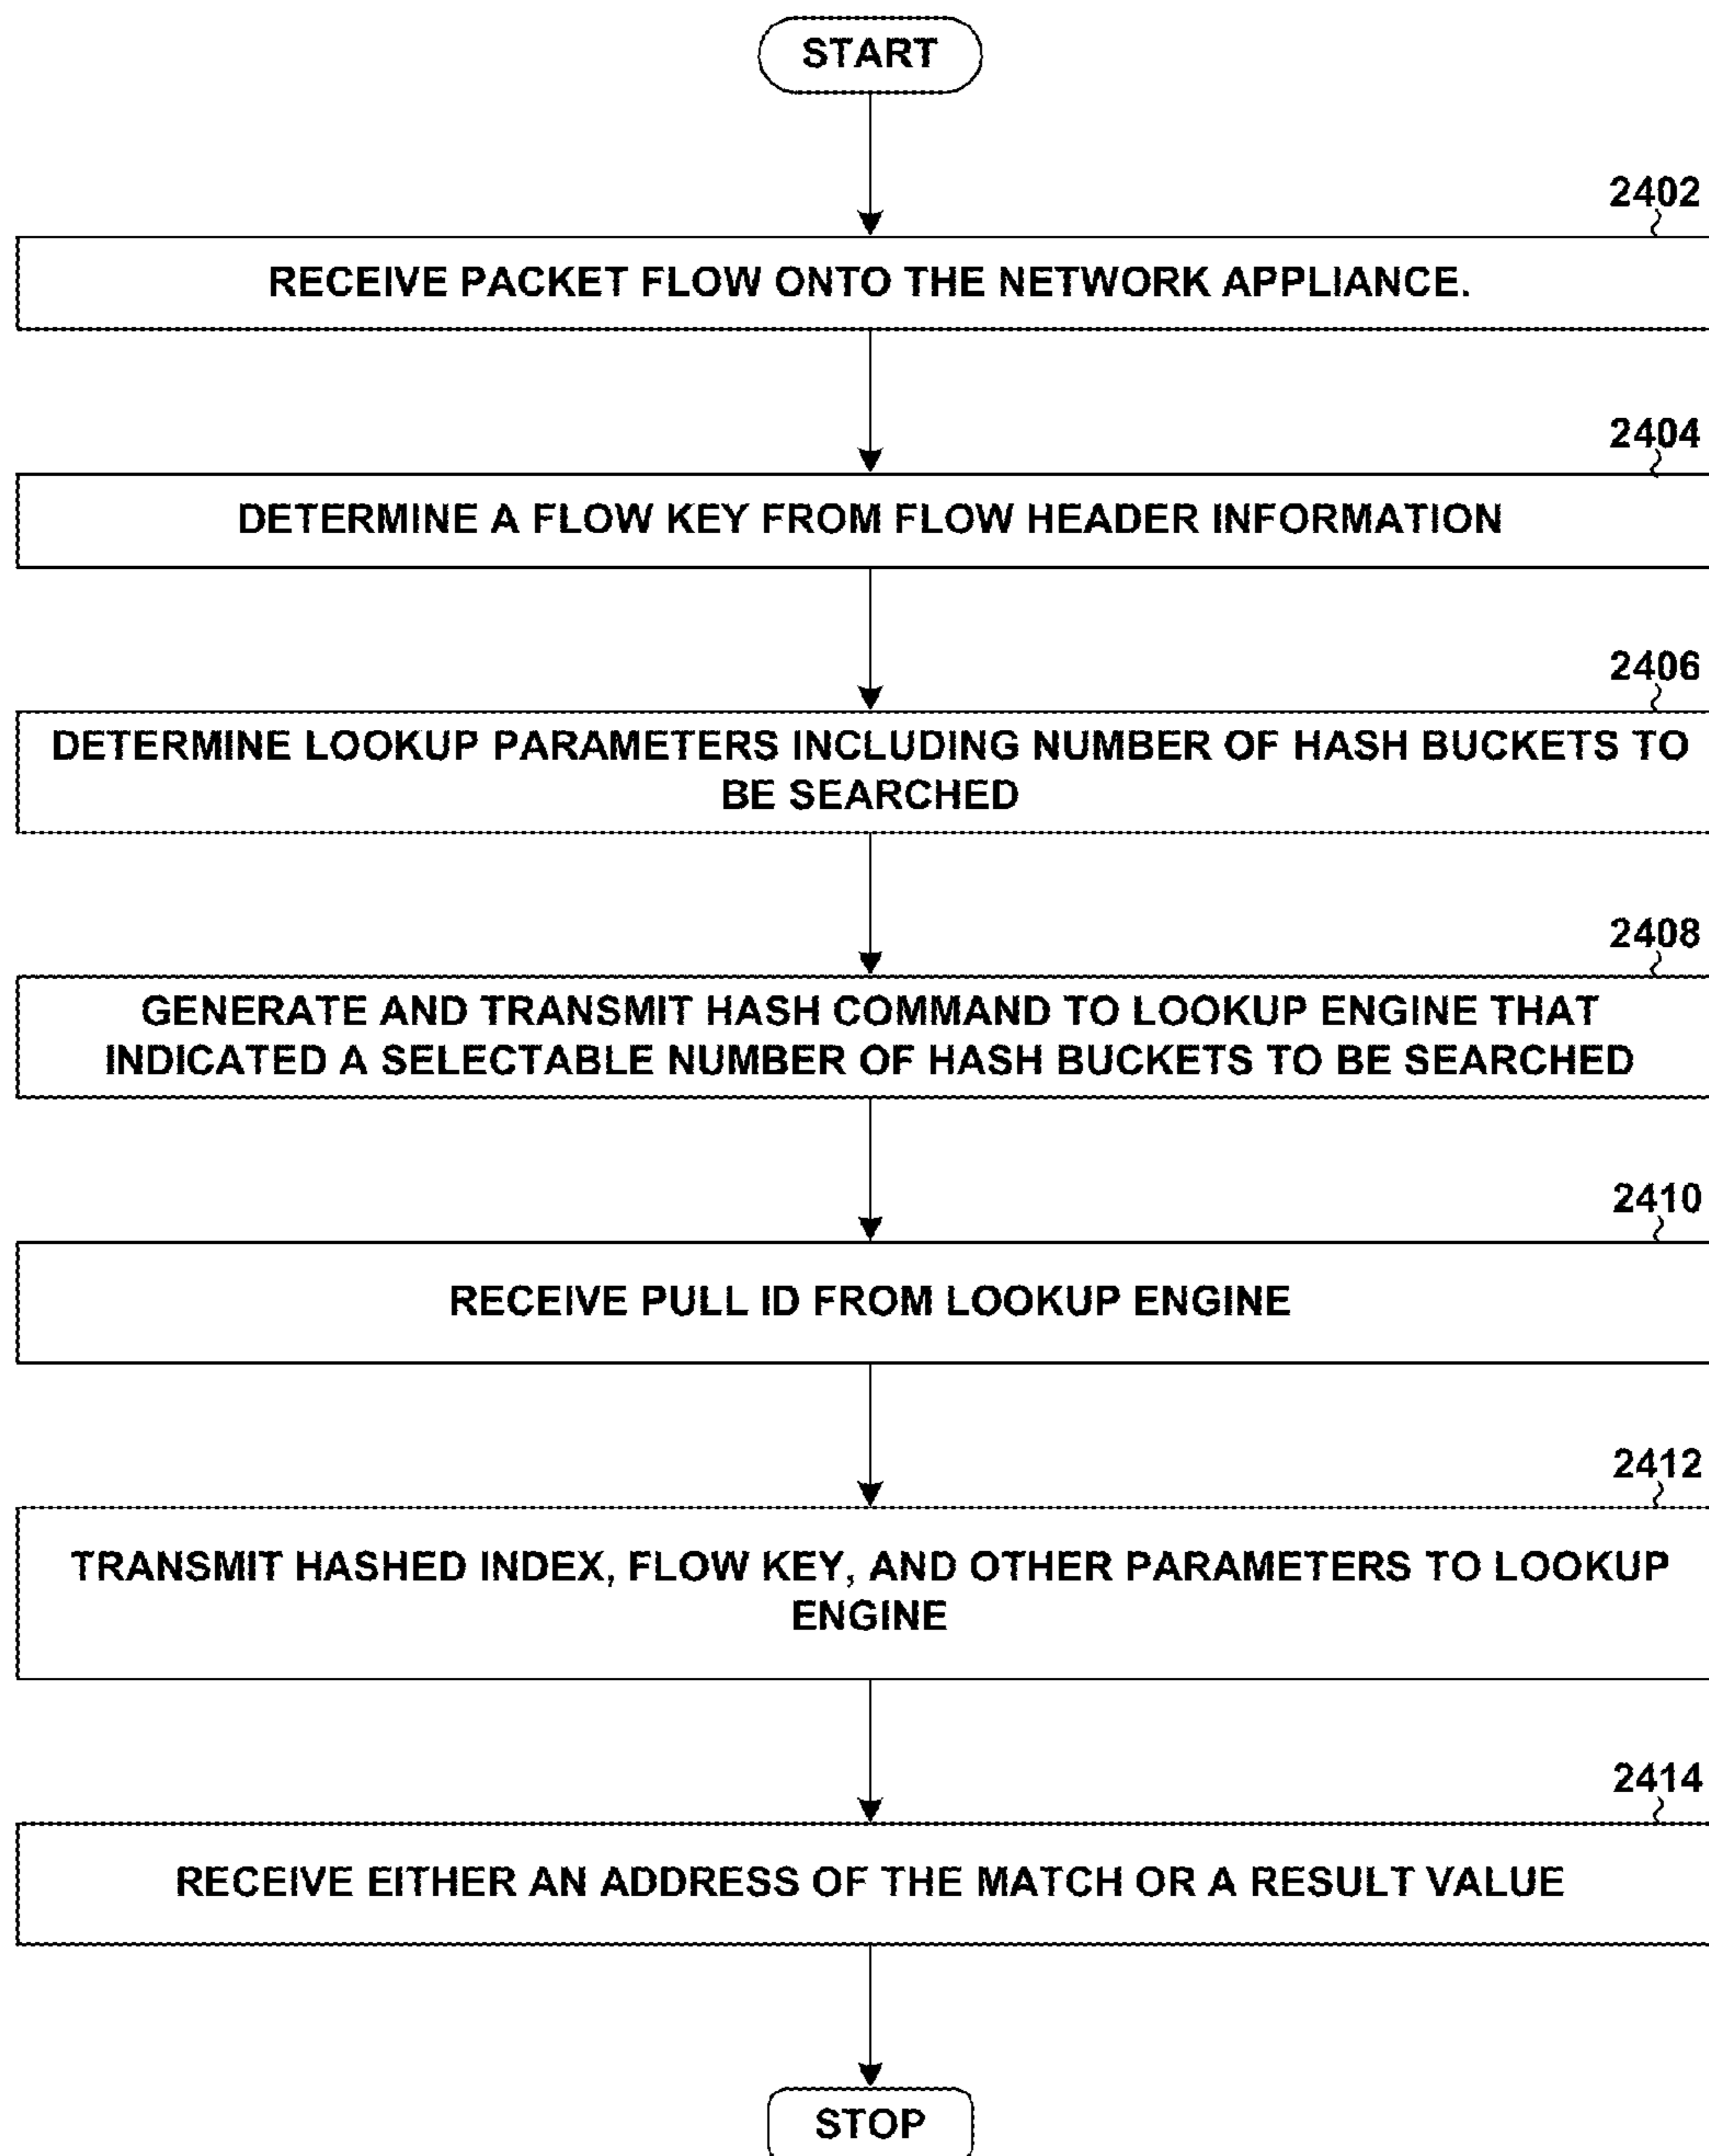 START
2402
RECEIVE PACKET FLOW ONTO THE NETWORK APPLIANCE.
2404
DETERMINE A FLOW KEY FROM FLOW HEADER INFORMATION
2406
DETERMINE LOOKUP PARAMETERS INCLUDING NUMBER OF HASH BUCKETS TO
BE SEARCHED
2408
GENERATE AND TRANSMIT HASH COMMAND TO LOOKUP ENGINE THAT
INDICATED A SELECTABLE NUMBER OF HASH BUCKETS TO BE SEARCHED
2410
RECEIVE PULL ID FROM LOOKUP ENGINE
2412
TRANSMIT HASHED INDEX, FLOW KEY, AND OTHER PARAMETERS TO LOOKUP
ENGINE
2414
RECEIVE EITHER AN ADDRESS OF THE MATCH OR A RESULT VALUE
STOP